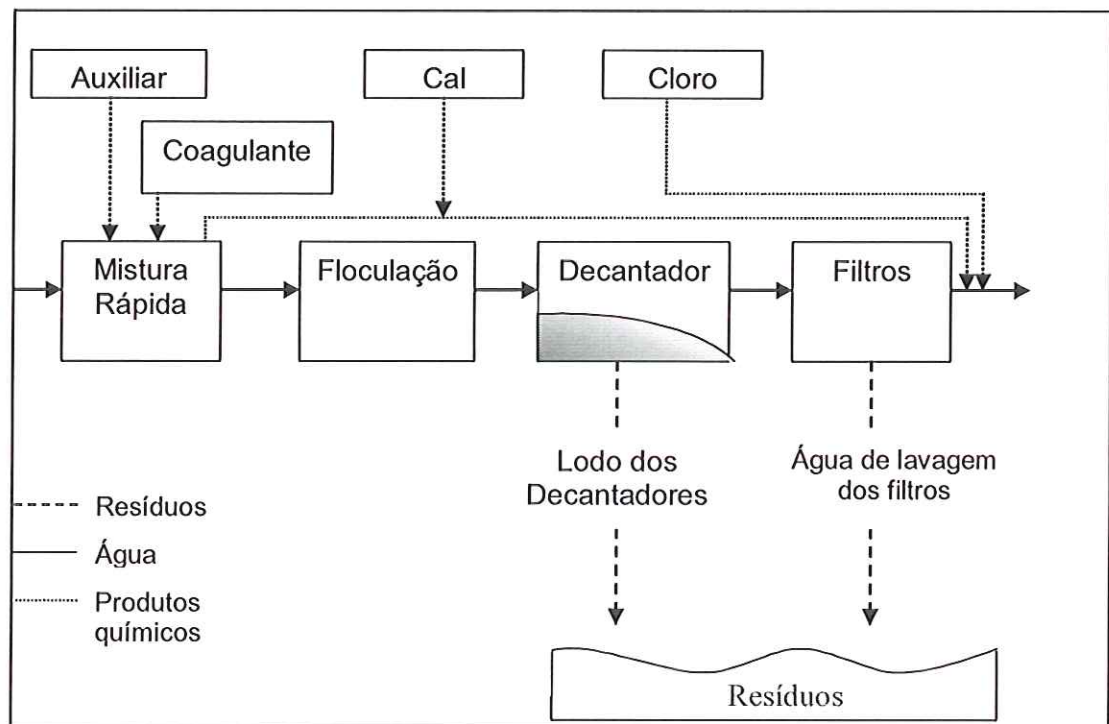 Auxiliar
Cal
Cloro
Coagulante
Mistura
Rápida
Floculação
Decantador
Filtros
Lodo dos
Decantadores
Água de lavagem
dos filtros
Resíduos
Água
Produtos
químicos
Resíduos